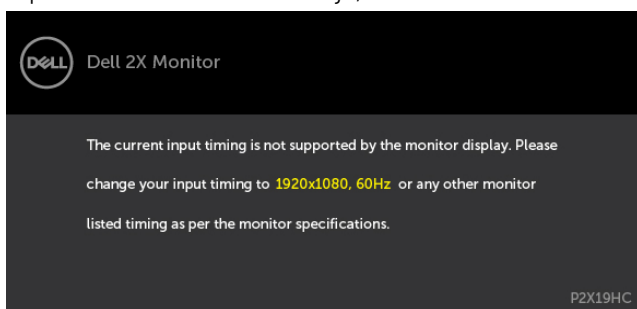 DELL Dell 2X Monitor
The current input timing is not supported by the monitor display. Please
change your input timing to 1920x1080, 60Hz or any other monitor
listed timing as per the monitor specifications.
P2X19HC